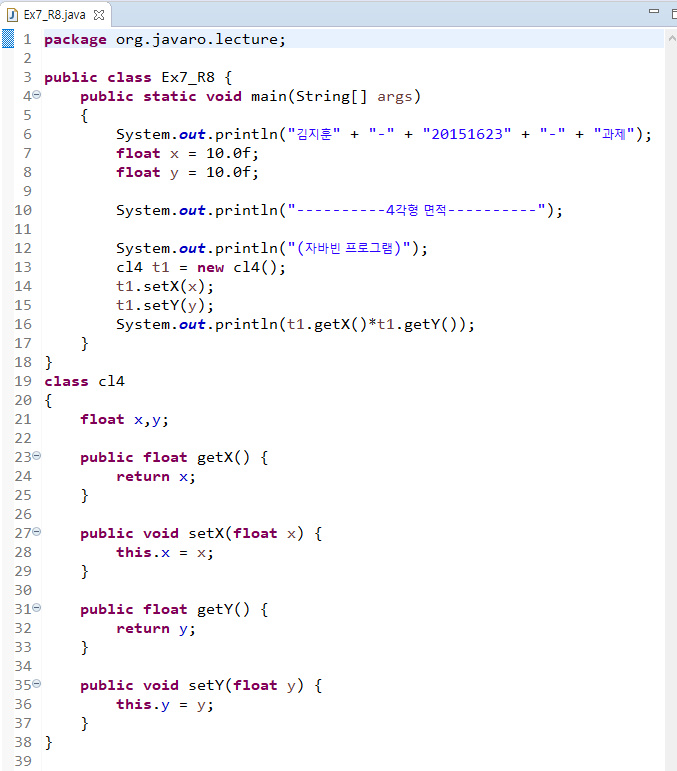 Ex7_R8.java
1 package org.javaro.lecture;
2
3 public class Ex7_R8 {
4 public static void main(String[] args)
5 {
6 System.out.println("김지훈" + "-" + "20151623" + "-" + "과제");
7 float x = 10.0f;
8 float y = 10.0f;
9
10 System.out.println("----------4각형 면적----------");
11
12 System.out.println("(자바빈 프로그램)");
13 cl4 t1 = new cl4();
14 t1.setX(x);
15 t1.setY(y);
16 System.out.println(t1.getX()*t1.getY());
17 }
18 }
19 class cl4
20 {
21 float x,y;
22
23 public float getX() {
24 return x;
25 }
26
27 public void setX(float x) {
28 this.x = x;
29 }
30
31 public float getY() {
32 return y;
33 }
34
35 public void setY(float y) {
36 this.y = y;
37 }
38 }
39